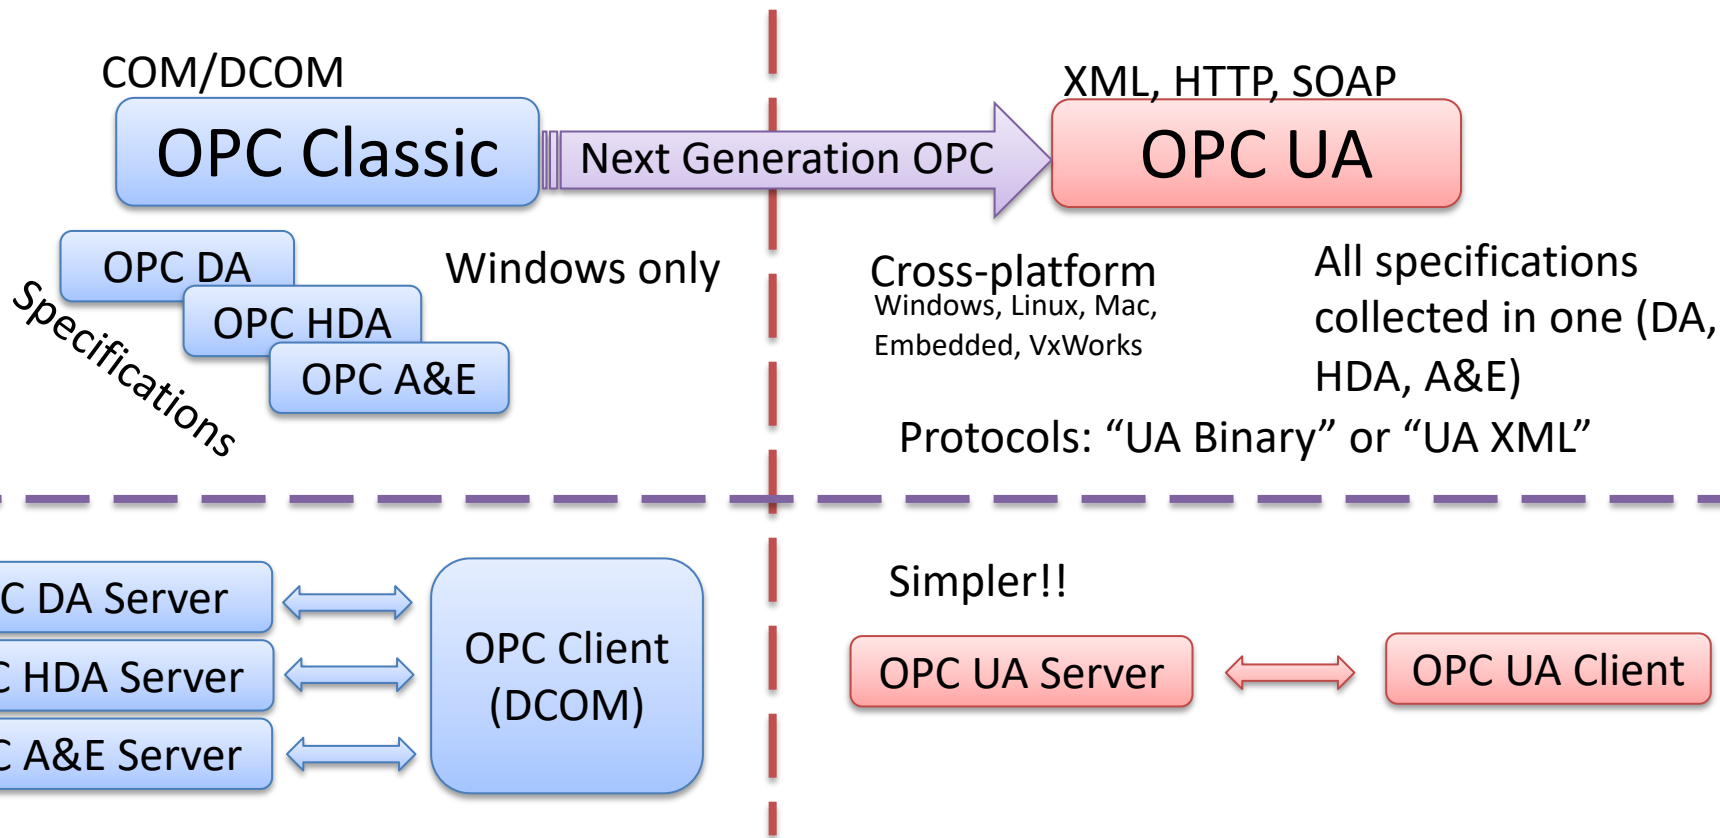 COM/DCOM
OPC Classic
Next Generation OPC
XML, HTTP, SOAP
OPC UA
OPC DA
OPC HDA
OPC A&E
Specifications
Windows only
Cross-platform
Windows, Linux, Mac,
Embedded, VxWorks
All specifications
collected in one (DA,
HDA, A&E)
Protocols: “UA Binary” or “UA XML”
C DA Server
C HDA Server
C A&E Server
OPC Client
(DCOM)
Simpler!!
OPC UA Server
OPC UA Client